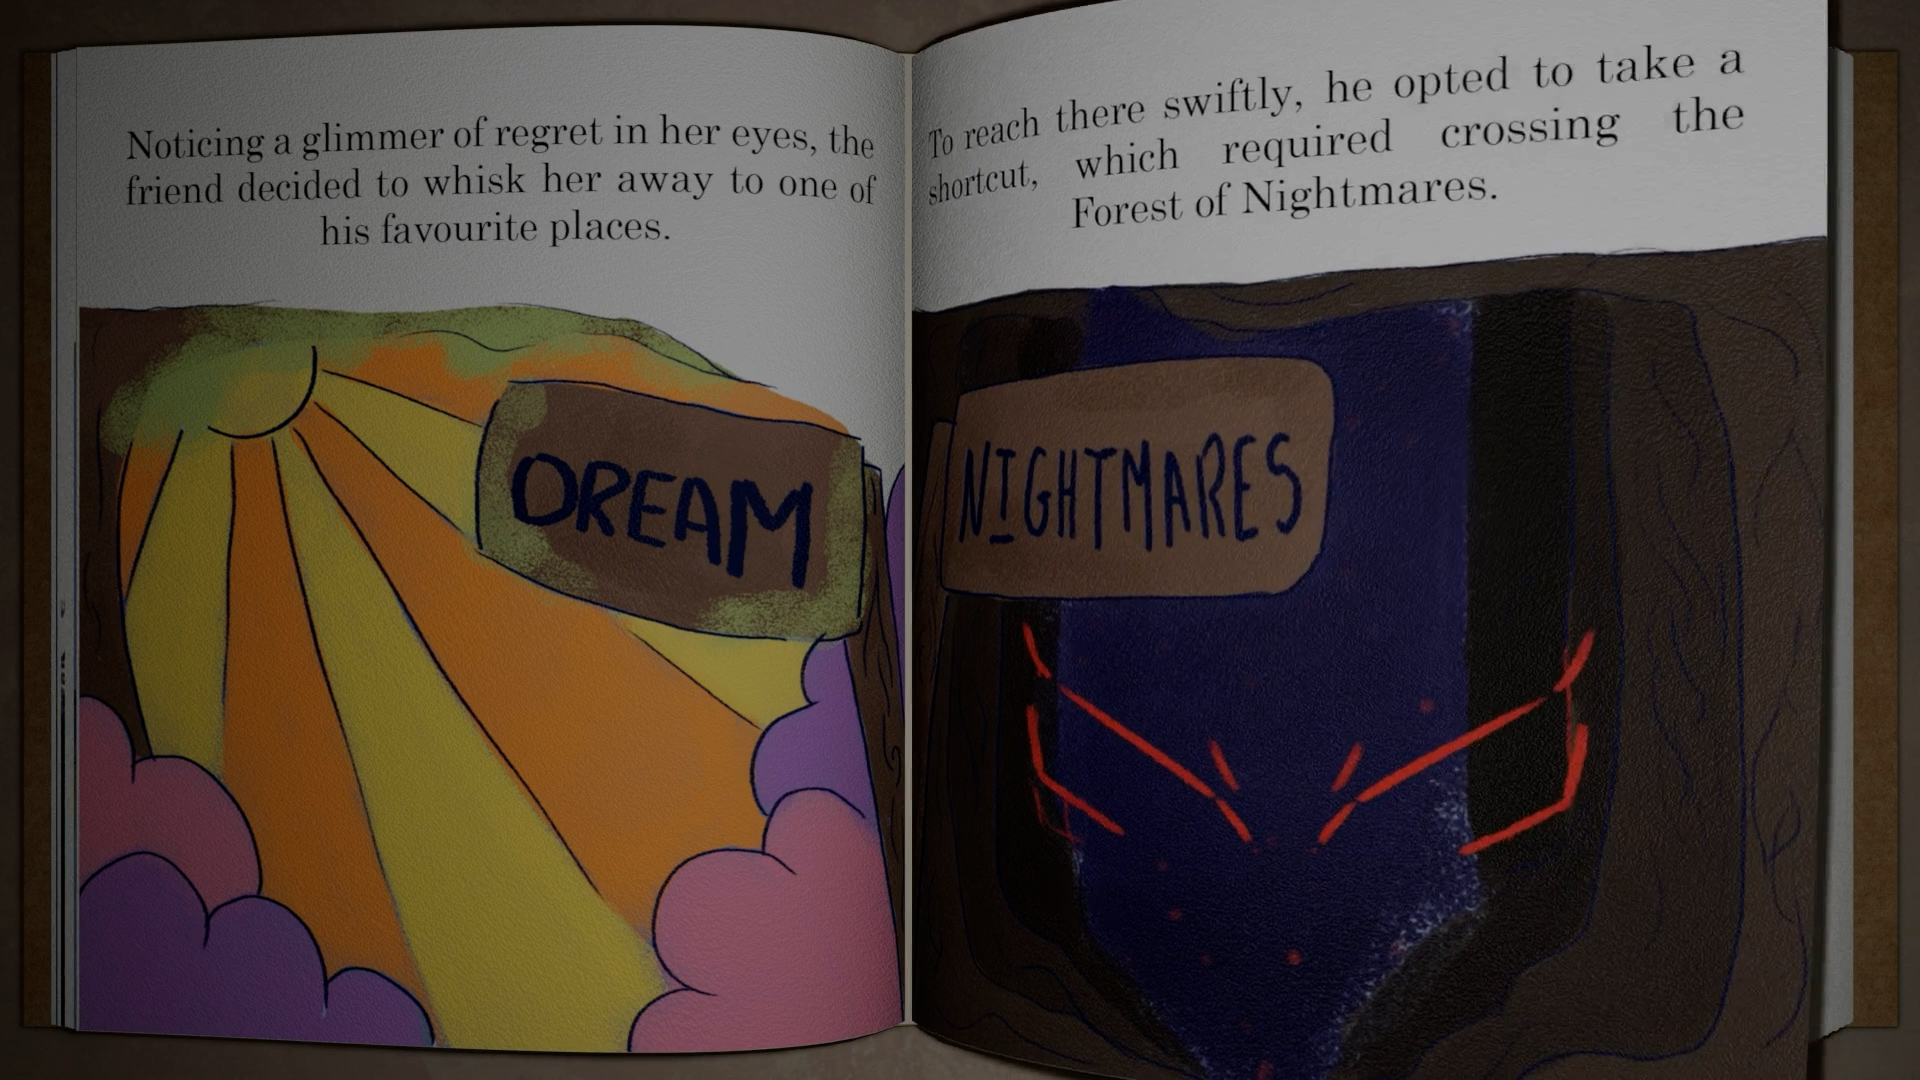 Noticing a glimmer of regret in her eyes, the
friend decided to whisk her away to one of
his favourite places.
DREAM
To reach there swiftly, he opted to take a
shortcut, which required crossing the
Forest of Nightmares.
NIGHTMARES